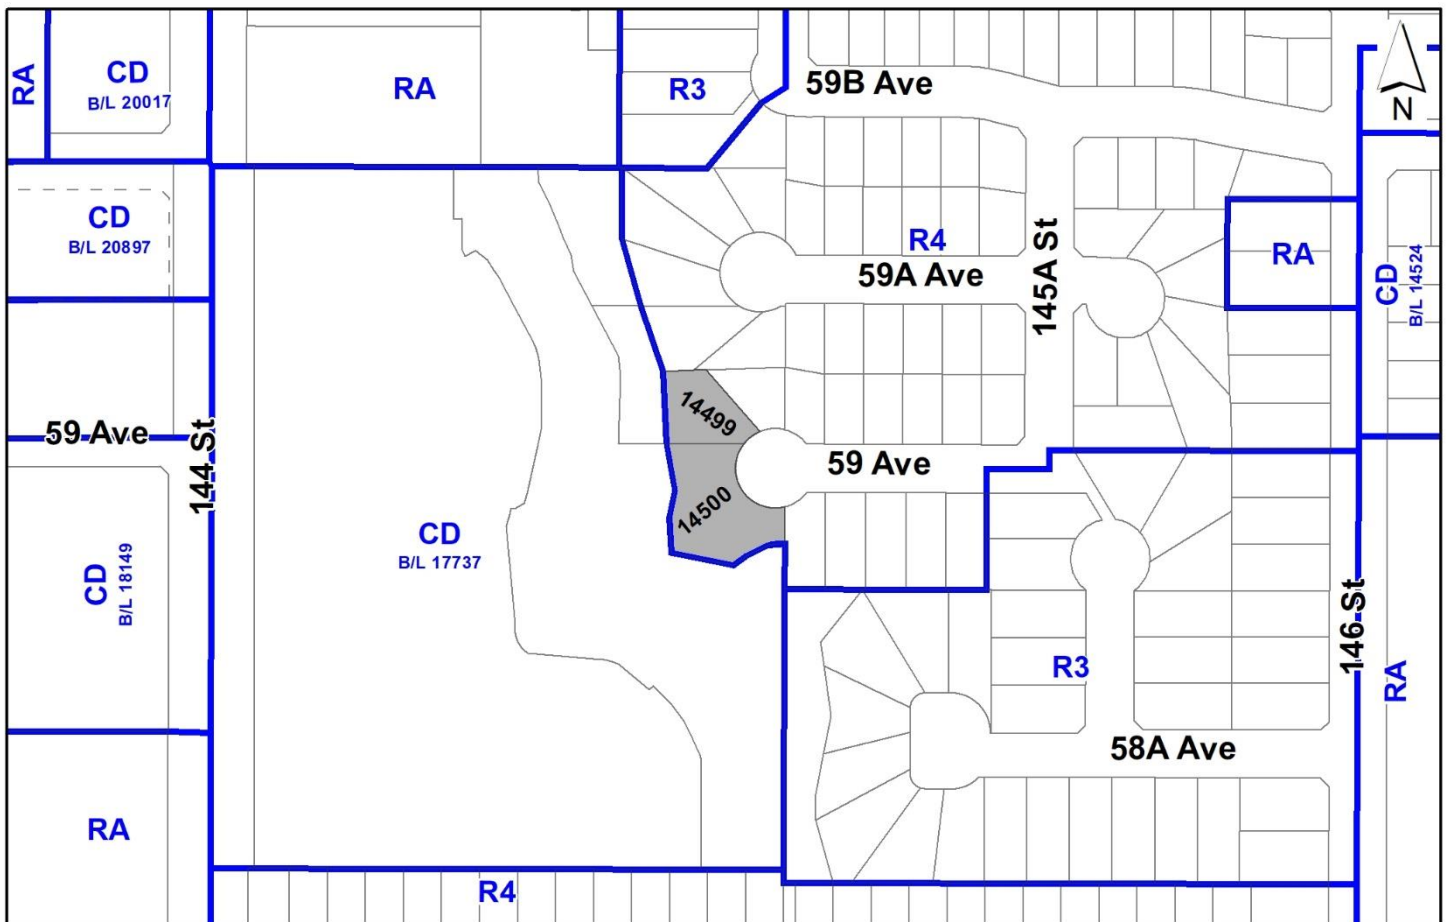 RA
CD
B/L 20017
RA
R3
59B Ave
N
CD
B/L 20897
R4
59A Ave
145A St
RA
CD
B/L 14524
59 Ave
144 St
14499
14500
59 Ave
CD
B/L 17737
CD
B/L 18149
146 St
R3
RA
58A Ave
RA
R4